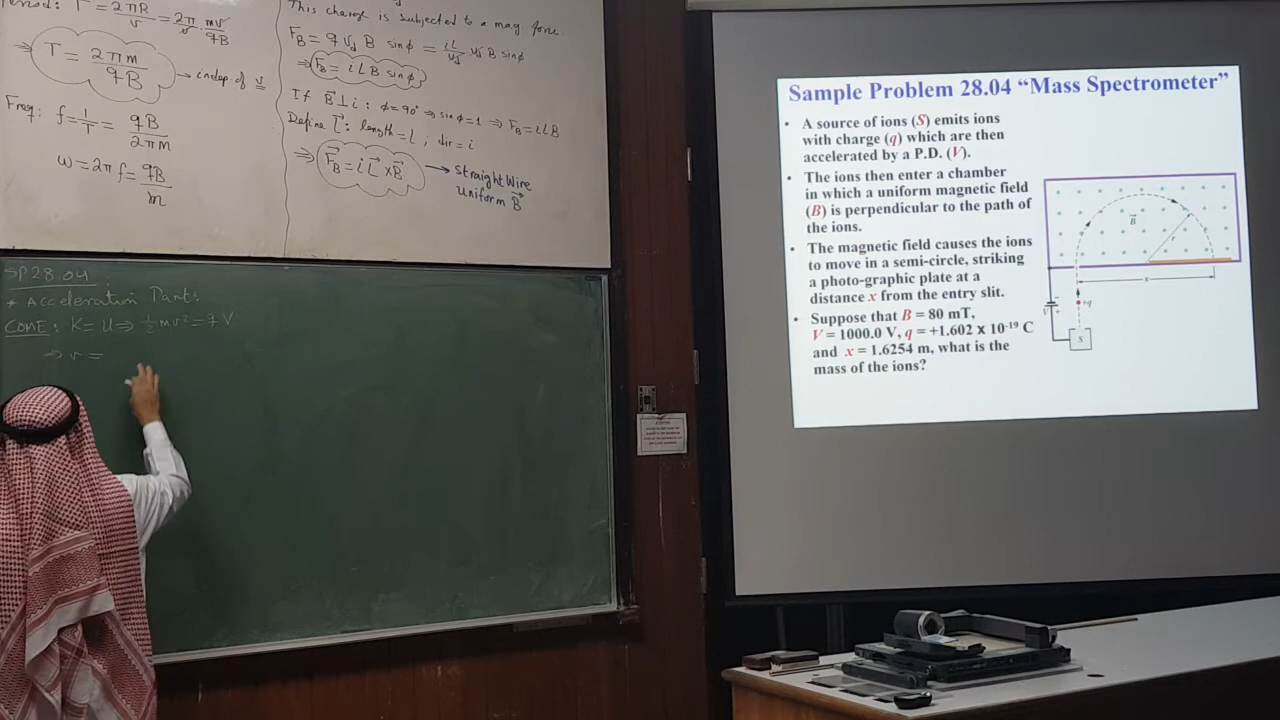 Period: T = 2πR/v = 2π/v · mv/qB
⇒ T = 2πm/qB → indep. of v
Freq: f = 1/T = qB/2πm
ω = 2πf = qB/m
This charge is subjected to a mag force.
F_B = q v_d B sinφ = iL/v_d v_d B sinφ
⇒ F_B = iLB sinφ
If B⃗ ⊥ i : φ = 90° ⇒ sinφ = 1 ⇒ F_B = iLB
Define L⃗ : length = L ; dir = i
⇒ F⃗_B = i L⃗ × B⃗ → Straight Wire
Uniform B⃗
SP28.04 :
* Acceleration Part:
COME : K = U ⇒ ½ mv² = qV
⇒ v =
Sample Problem 28.04 “Mass Spectrometer”
• A source of ions (S) emits ions
with charge (q) which are then
accelerated by a P.D. (V).
• The ions then enter a chamber
in which a uniform magnetic field
(B) is perpendicular to the path of
the ions.
• The magnetic field causes the ions
to move in a semi-circle, striking
a photo-graphic plate at a
distance x from the entry slit.
• Suppose that B = 80 mT,
V = 1000.0 V, q = +1.602 x 10⁻¹⁹ C
and x = 1.6254 m, what is the
mass of the ions?
B⃗
r
x
+q
V
−
+
S